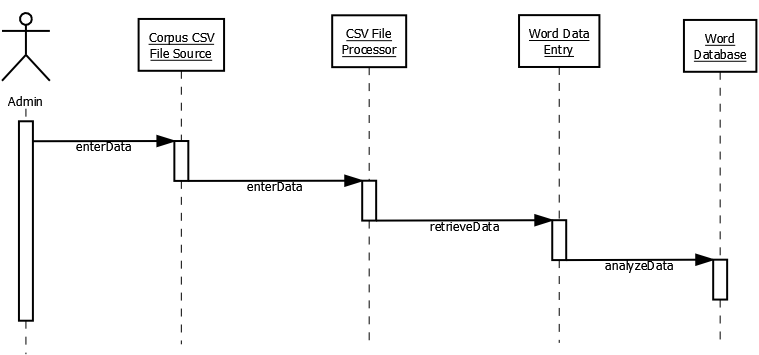 Corpus CSV
File Source
CSV File
Processor
Word Data
Entry
Word
Database
Admin
enterData
enterData
retrieveData
analyzeData